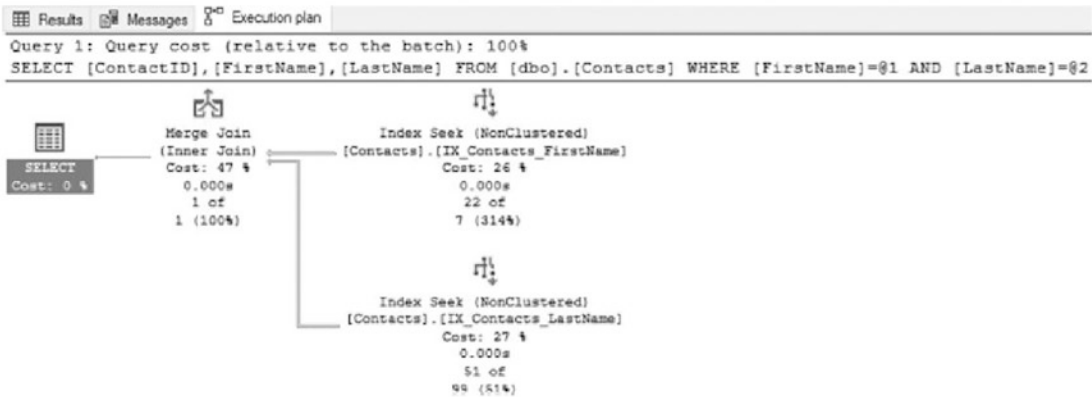 Results Messages Execution plan
Query 1: Query cost (relative to the batch): 100%
SELECT [ContactID],[FirstName],[LastName] FROM [dbo].[Contacts] WHERE [FirstName]=@1 AND [LastName]=@2
SELECT
Cost: 0 %
Merge Join
(Inner Join)
Cost: 47 %
0.000s
1 of
1 (100%)
Index Seek (NonClustered)
[Contacts].[IX_Contacts_FirstName]
Cost: 26 %
0.000s
22 of
7 (314%)
Index Seek (NonClustered)
[Contacts].[IX_Contacts_LastName]
Cost: 27 %
0.000s
51 of
99 (51%)